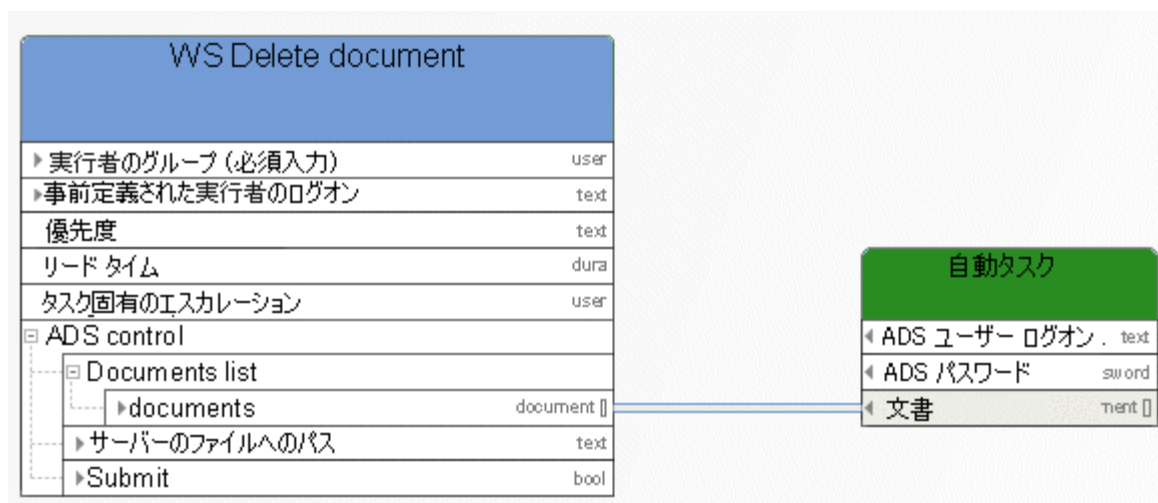 WS Delete document
実行者のグループ (必須入力) user
事前定義された実行者のログオン text
優先度 text
リード タイム dura
タスク固有のエスカレーション user
ADS control
Documents list
documents document []
サーバーのファイルへのパス text
Submit bool
自動タスク
ADS ユーザー ログオン . text
ADS パスワード sword
文書 ment []